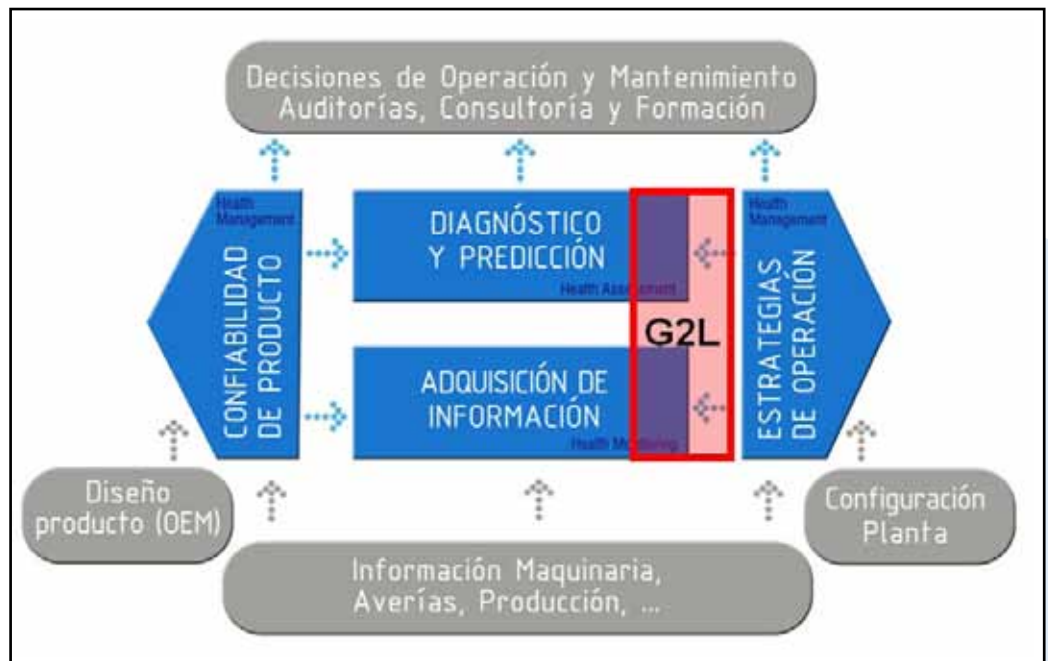 Decisiones de Operación y Mantenimiento
Auditorías, Consultoría y Formación
Health
Management
CONFIABILIDAD
DE PRODUCTO
DIAGNÓSTICO
Y PREDICCIÓN
Health Assessment
G2L
ADQUISICIÓN DE
INFORMACIÓN
Health Monitoring
Health
Management
ESTRATEGIAS
DE OPERACIÓN
Diseño
producto (OEM)
Configuración
Planta
Información Maquinaria,
Averías, Producción, ...